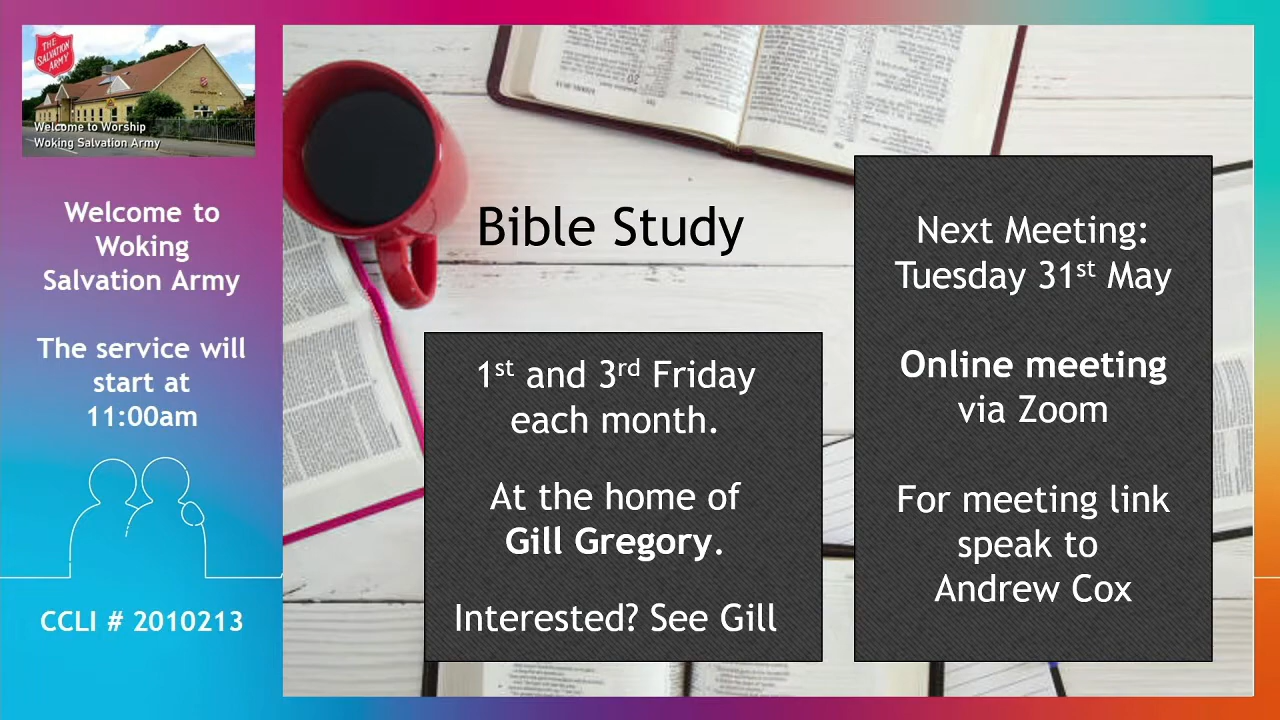 THE
SALVATION
ARMY
Welcome to Worship
Woking Salvation Army
Welcome to
Woking
Salvation Army
The service will
start at
11:00am
CCLI # 2010213
Bible Study
1st and 3rd Friday
each month.
At the home of
Gill Gregory.
Interested? See Gill
Next Meeting:
Tuesday 31st May
Online meeting
via Zoom
For meeting link
speak to
Andrew Cox